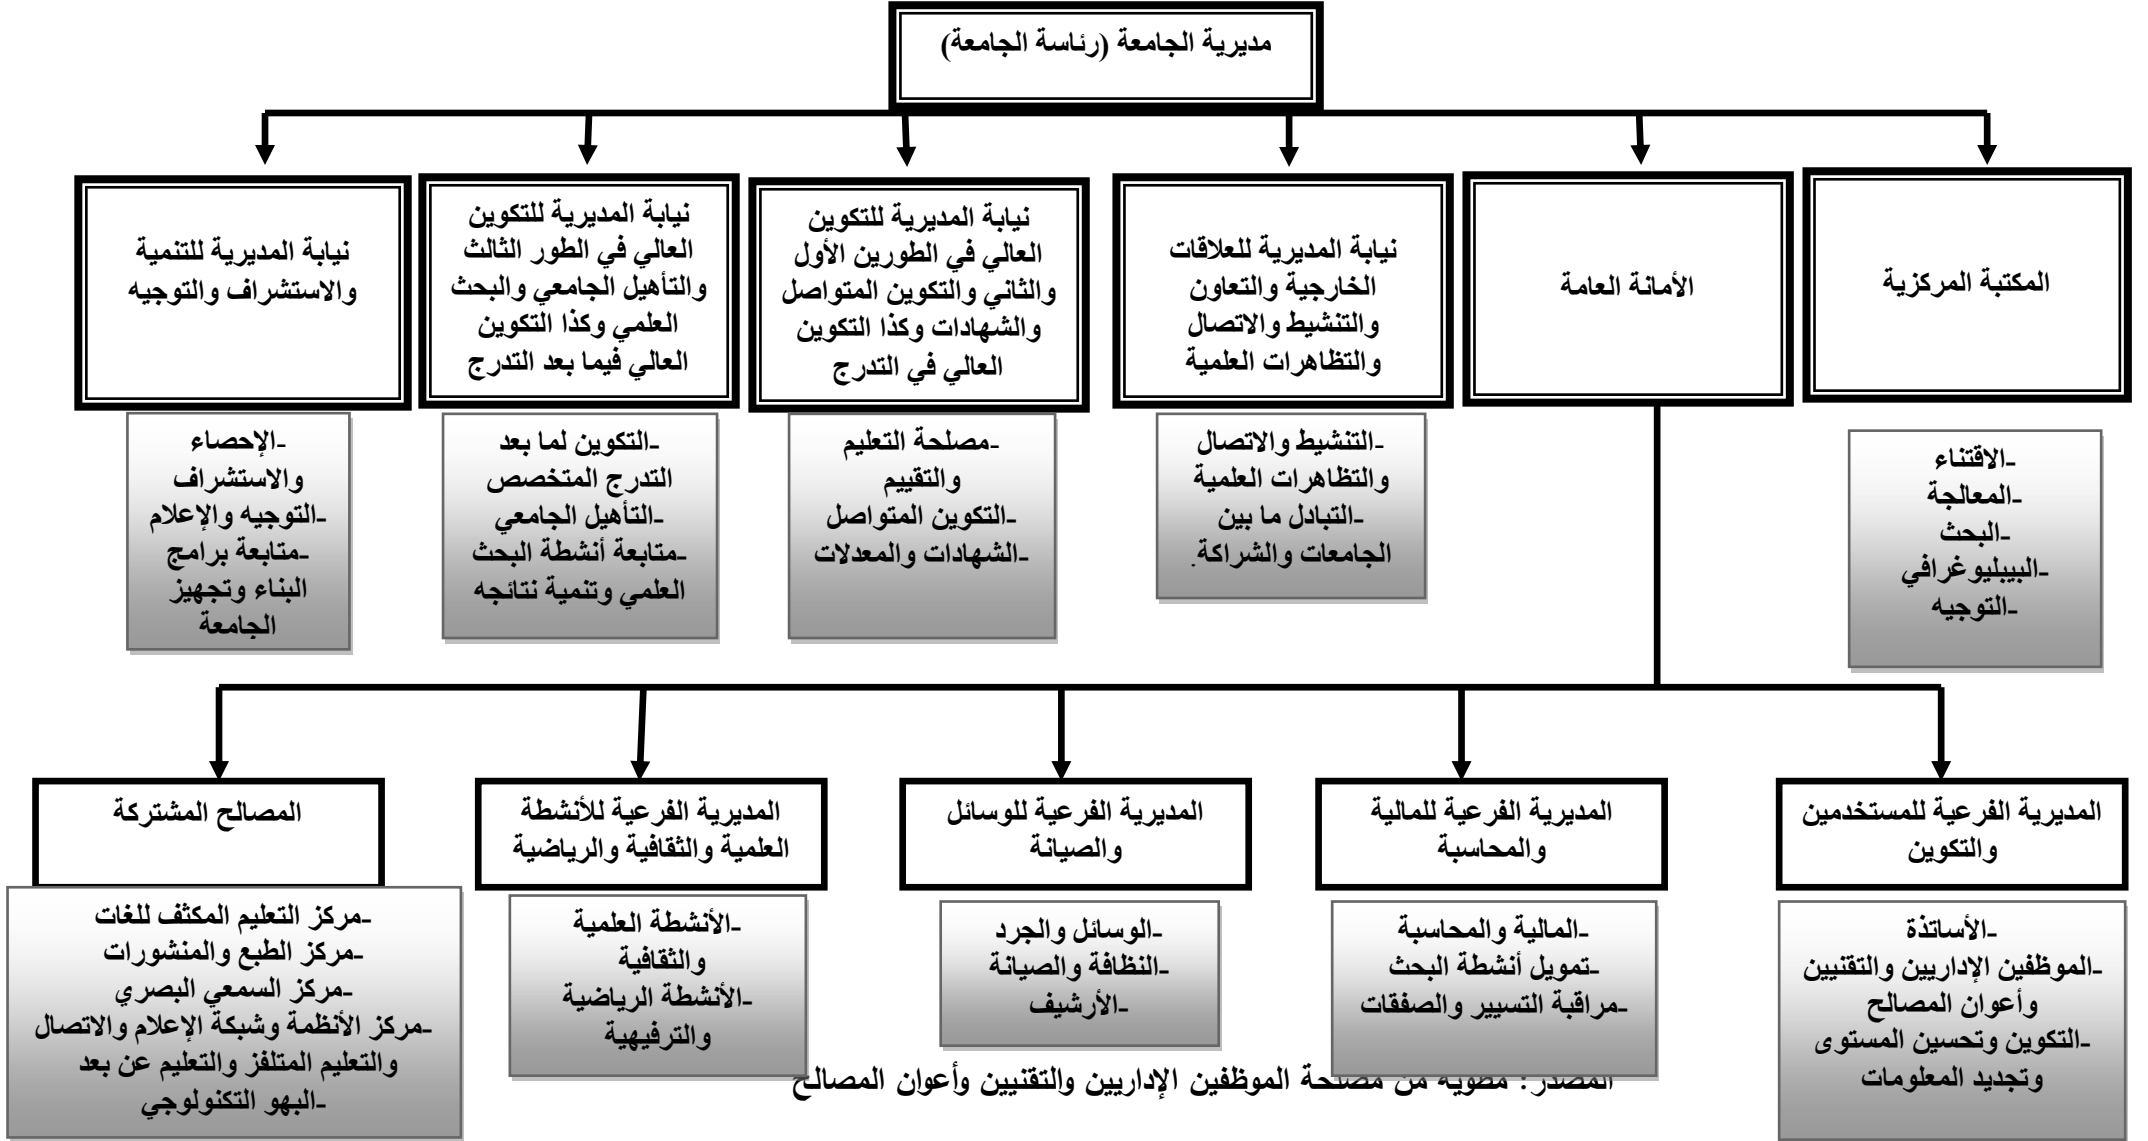 مديرية الجامعة (رئاسة الجامعة)
المكتبة المركزية
الأمانة العامة
نيابة المديرية للعلاقات
الخارجية والتعاون
والتنشيط والاتصال
والتظاهرات العلمية
نيابة المديرية للتكوين
العالي في الطورين الأول
والثاني والتكوين المتواصل
والشهادات وكذا التكوين
العالي في التدرج
نيابة المديرية للتكوين
العالي في الطور الثالث
والتأهيل الجامعي والبحث
العلمي وكذا التكوين
العالي فيما بعد التدرج
نيابة المديرية للتنمية
والاستشراف والتوجيه
-الاقتناء
-المعالجة
-البحث
-البيبليوغرافي
-التوجيه
-التنشيط والاتصال
والتظاهرات العلمية
-التبادل ما بين
الجامعات والشراكة.
-مصلحة التعليم
والتقييم
-التكوين المتواصل
-الشهادات والمعدلات
-التكوين لما بعد
التدرج المتخصص
-التأهيل الجامعي
-متابعة أنشطة البحث
العلمي وتنمية نتائجه
-الإحصاء
والاستشراف
-التوجيه والإعلام
-متابعة برامج
البناء وتجهيز
الجامعة
المديرية الفرعية للمستخدمين
والتكوين
المديرية الفرعية للمالية
والمحاسبة
المديرية الفرعية للوسائل
والصيانة
المديرية الفرعية للأنشطة
العلمية والثقافية والرياضية
المصالح المشتركة
-الأساتذة
-الموظفين الإداريين والتقنيين
وأعوان المصالح
-التكوين وتحسين المستوى
وتجديد المعلومات
-المالية والمحاسبة
-تمويل أنشطة البحث
-مراقبة التسيير والصفقات
-الوسائل والجرد
-النظافة والصيانة
-الأرشيف
-الأنشطة العلمية
والثقافية
-الأنشطة الرياضية
والترفيهية
-مركز التعليم المكثف للغات
-مركز الطبع والمنشورات
-مركز السمعي البصري
-مركز الأنظمة وشبكة الإعلام والاتصال
والتعليم المتلفز والتعليم عن بعد
-البهو التكنولوجي
المصدر: مطوية من مصلحة الموظفين الإداريين والتقنيين وأعوان المصالح